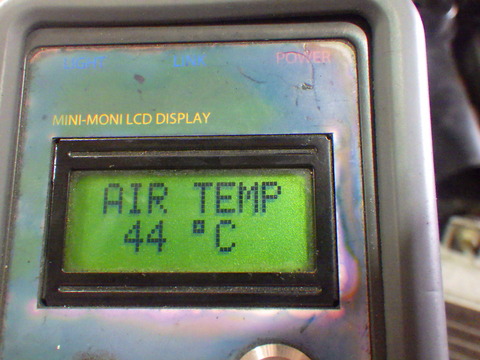 LIGHT LINK POWER
MINI-MONI LCD DISPLAY
AIR TEMP
44 °C